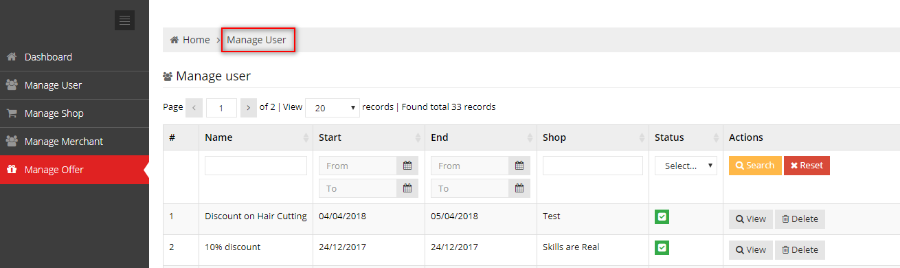 Home > Manage User
Dashboard
Manage User
Manage Shop
Manage Merchant
Manage Offer
Manage user
Page 1 of 2 | View 20 records | Found total 33 records
# Name Start End Shop Status Actions
From From Select... Search Reset
To To
1 Discount on Hair Cutting 04/04/2018 05/04/2018 Test View Delete
2 10% discount 24/12/2017 24/12/2017 Skills are Real View Delete